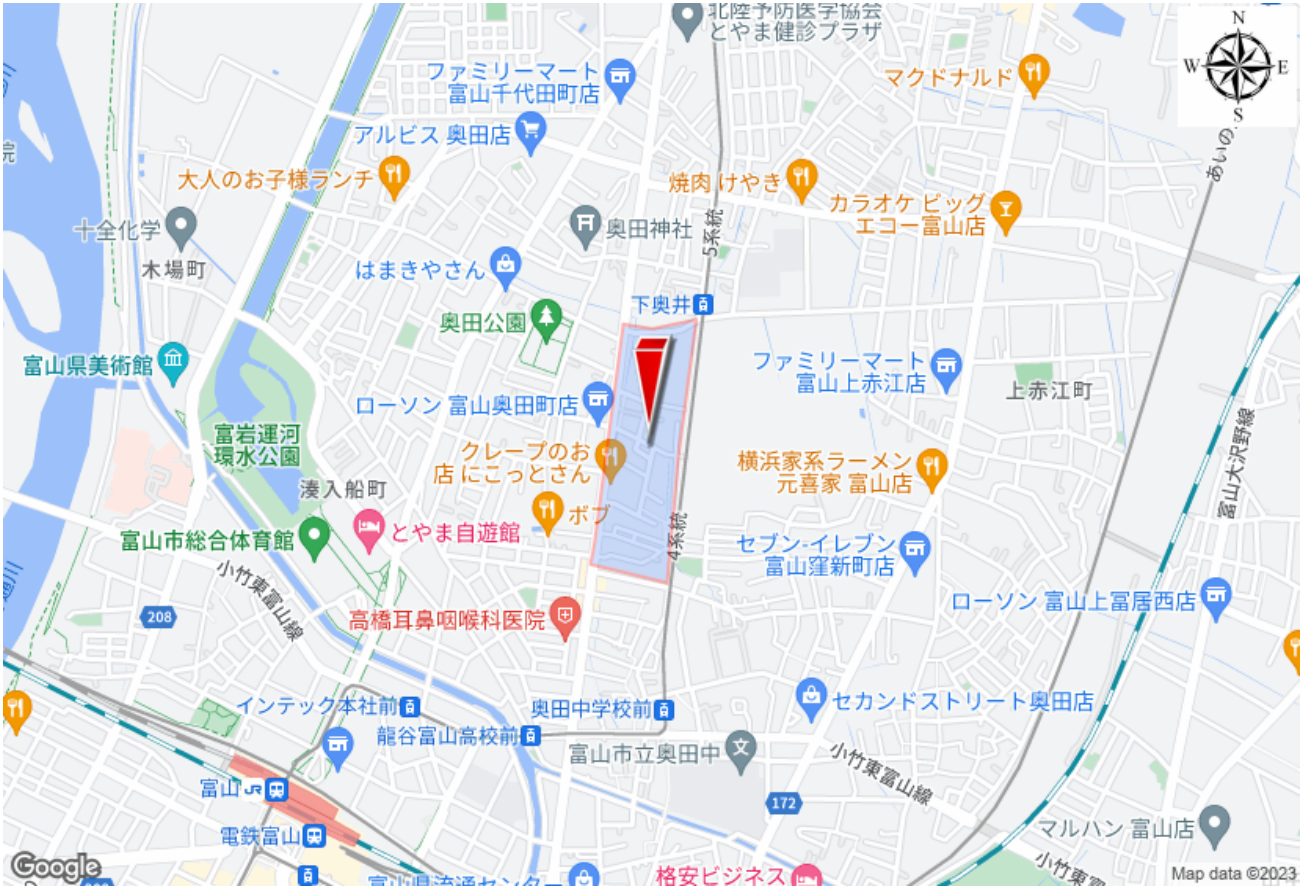 北陸予防医学協会
とやま健診プラザ
N
W
E
S
ファミリーマート
富山千代田町店
マクドナルド
アルビス 奥田店
あいの
院
大人のお子様ランチ
焼肉 けやき
カラオケ ビッグ
エコー富山店
十全化学
奥田神社
5系統
木場町
はまきやさん
下奥井
奥田公園
富山県美術館
ファミリーマート
富山上赤江店
上赤江町
ローソン 富山奥田町店
富岩運河
環水公園
クレープのお
店 にこっとさん
横浜家系ラーメン
元喜家 富山店
富山大沢野線
湊入船町
ボブ
とやま自遊館
富山市総合体育館
4系統
セブン-イレブン
富山窪新町店
小竹東富山線
208
高橋耳鼻咽喉科医院
ローソン 富山上冨居西店
インテック本社前
奥田中学校前
セカンドストリート奥田店
龍谷富山高校前
富山市立奥田中
文
小竹東富山線
富山
JR
172
電鉄富山
マルハン 富山店
小竹東富
Google
富山県流通センター
格安ビジネス
Map data ©2023